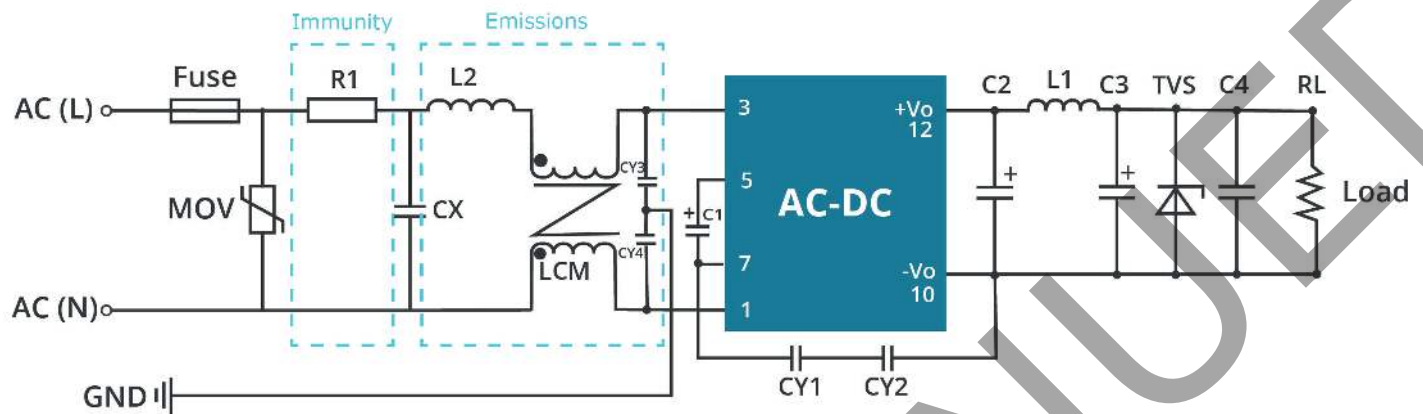 Immunity
Emissions
Fuse
R1
L2
AC (L)
MOV
CX
CY3
CY4
LCM
AC (N)
GND
3
5
C1
7
1
AC-DC
+Vo
12
-Vo
10
CY1
CY2
C2
L1
C3
TVS
C4
RL
+
+
+
Load